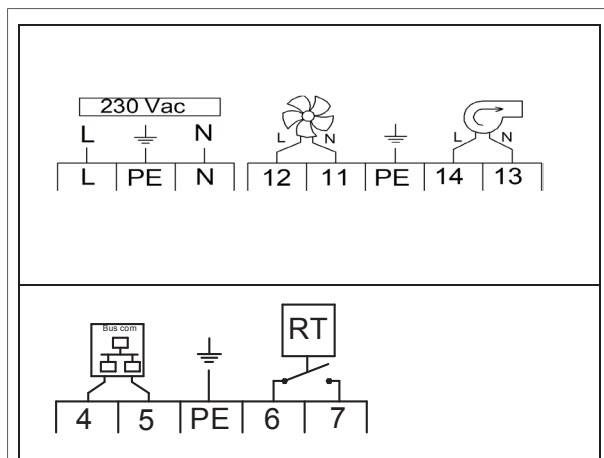 230 Vac
L N L N L N
L PE N 12 11 PE 14 13
Bus com
RT
4 5 PE 6 7